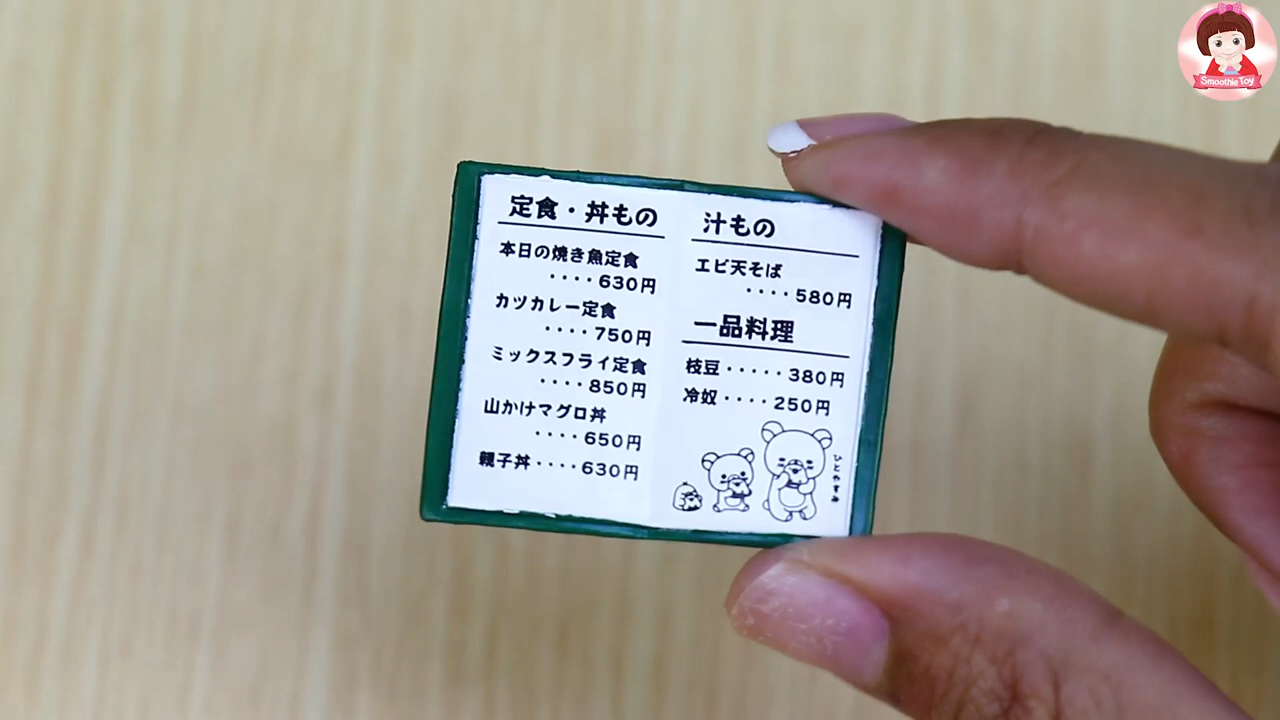 定食・丼もの
本日の焼き魚定食
････630円
カツカレー定食
････750円
ミックスフライ定食
････850円
山かけマグロ丼
････650円
親子丼････630円
汁もの
エビ天そば
････580円
一品料理
枝豆･････380円
冷奴････250円
ひとやすみ
Smoothie Toy